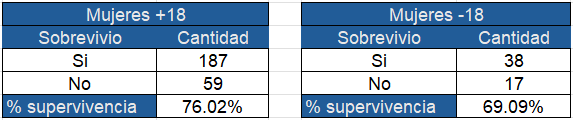 Mujeres +18
Sobrevivio Cantidad
Si 187
No 59
% supervivencia 76.02%
Mujeres -18
Sobrevivio Cantidad
Si 38
No 17
% supervivencia 69.09%